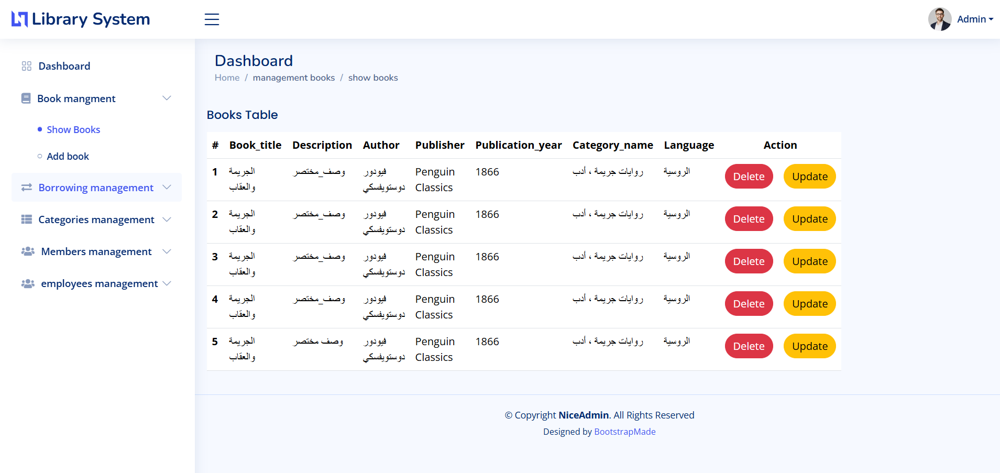 Library System
Admin
Dashboard
Book mangment
Show Books
Add book
Borrowing management
Categories management
Members management
employees management
Dashboard
Home / management books / show books
Books Table
# Book_title Description Author Publisher Publication_year Category_name Language Action
1 الجريمة والعقاب وصف_مختصر فيودور دوستويفسكي Penguin Classics 1866 روايات جريمة ، أدب الروسية Delete Update
2 الجريمة والعقاب وصف_مختصر فيودور دوستويفسكي Penguin Classics 1866 روايات جريمة ، أدب الروسية Delete Update
3 الجريمة والعقاب وصف_مختصر فيودور دوستويفسكي Penguin Classics 1866 روايات جريمة ، أدب الروسية Delete Update
4 الجريمة والعقاب وصف_مختصر فيودور دوستويفسكي Penguin Classics 1866 روايات جريمة ، أدب الروسية Delete Update
5 الجريمة والعقاب وصف مختصر فيودور دوستويفسكي Penguin Classics 1866 روايات جريمة ، أدب الروسية Delete Update
© Copyright NiceAdmin. All Rights Reserved
Designed by BootstrapMade